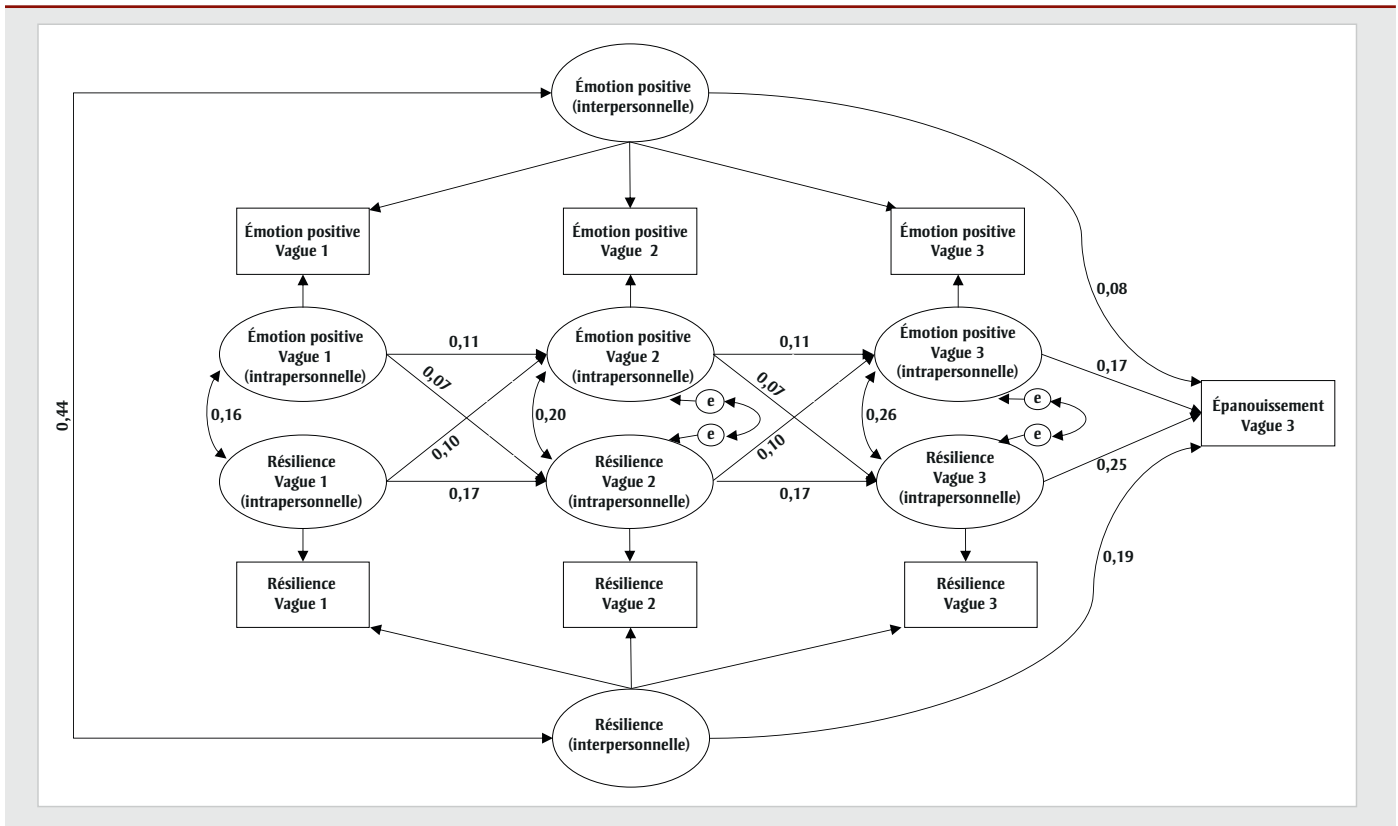 Émotion positive
(interpersonnelle)
0,44
Émotion positive
Vague 1
Émotion positive
Vague 2
Émotion positive
Vague 3
0,08
Émotion positive
Vague 1
(intrapersonnelle)
0,11
Émotion positive
Vague 2
(intrapersonnelle)
0,11
Émotion positive
Vague 3
(intrapersonnelle)
0,17
0,07
0,07
e
e
0,16
0,20
0,26
Épanouissement
Vague 3
e
e
0,10
0,10
Résilience
Vague 1
(intrapersonnelle)
0,17
Résilience
Vague 2
(intrapersonnelle)
0,17
Résilience
Vague 3
(intrapersonnelle)
0,25
0,19
Résilience
Vague 1
Résilience
Vague 2
Résilience
Vague 3
Résilience
(interpersonnelle)